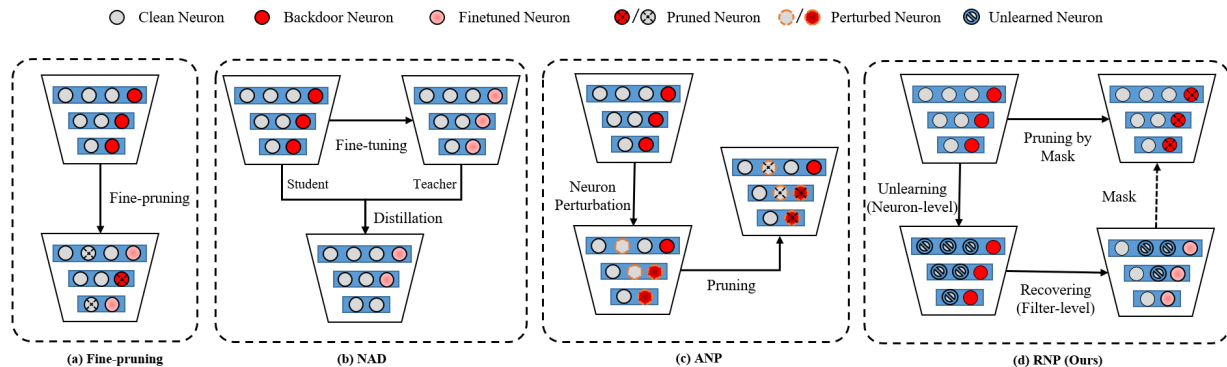 Clean Neuron
Backdoor Neuron
Finetuned Neuron
/ Pruned Neuron
/ Perturbed Neuron
Unlearned Neuron
Fine-pruning
(a) Fine-pruning
Fine-tuning
Student
Teacher
Distillation
(b) NAD
Neuron
Perturbation
Pruning
(c) ANP
Pruning by
Mask
Unlearning
(Neuron-level)
Mask
Recovering
(Filter-level)
(d) RNP (Ours)